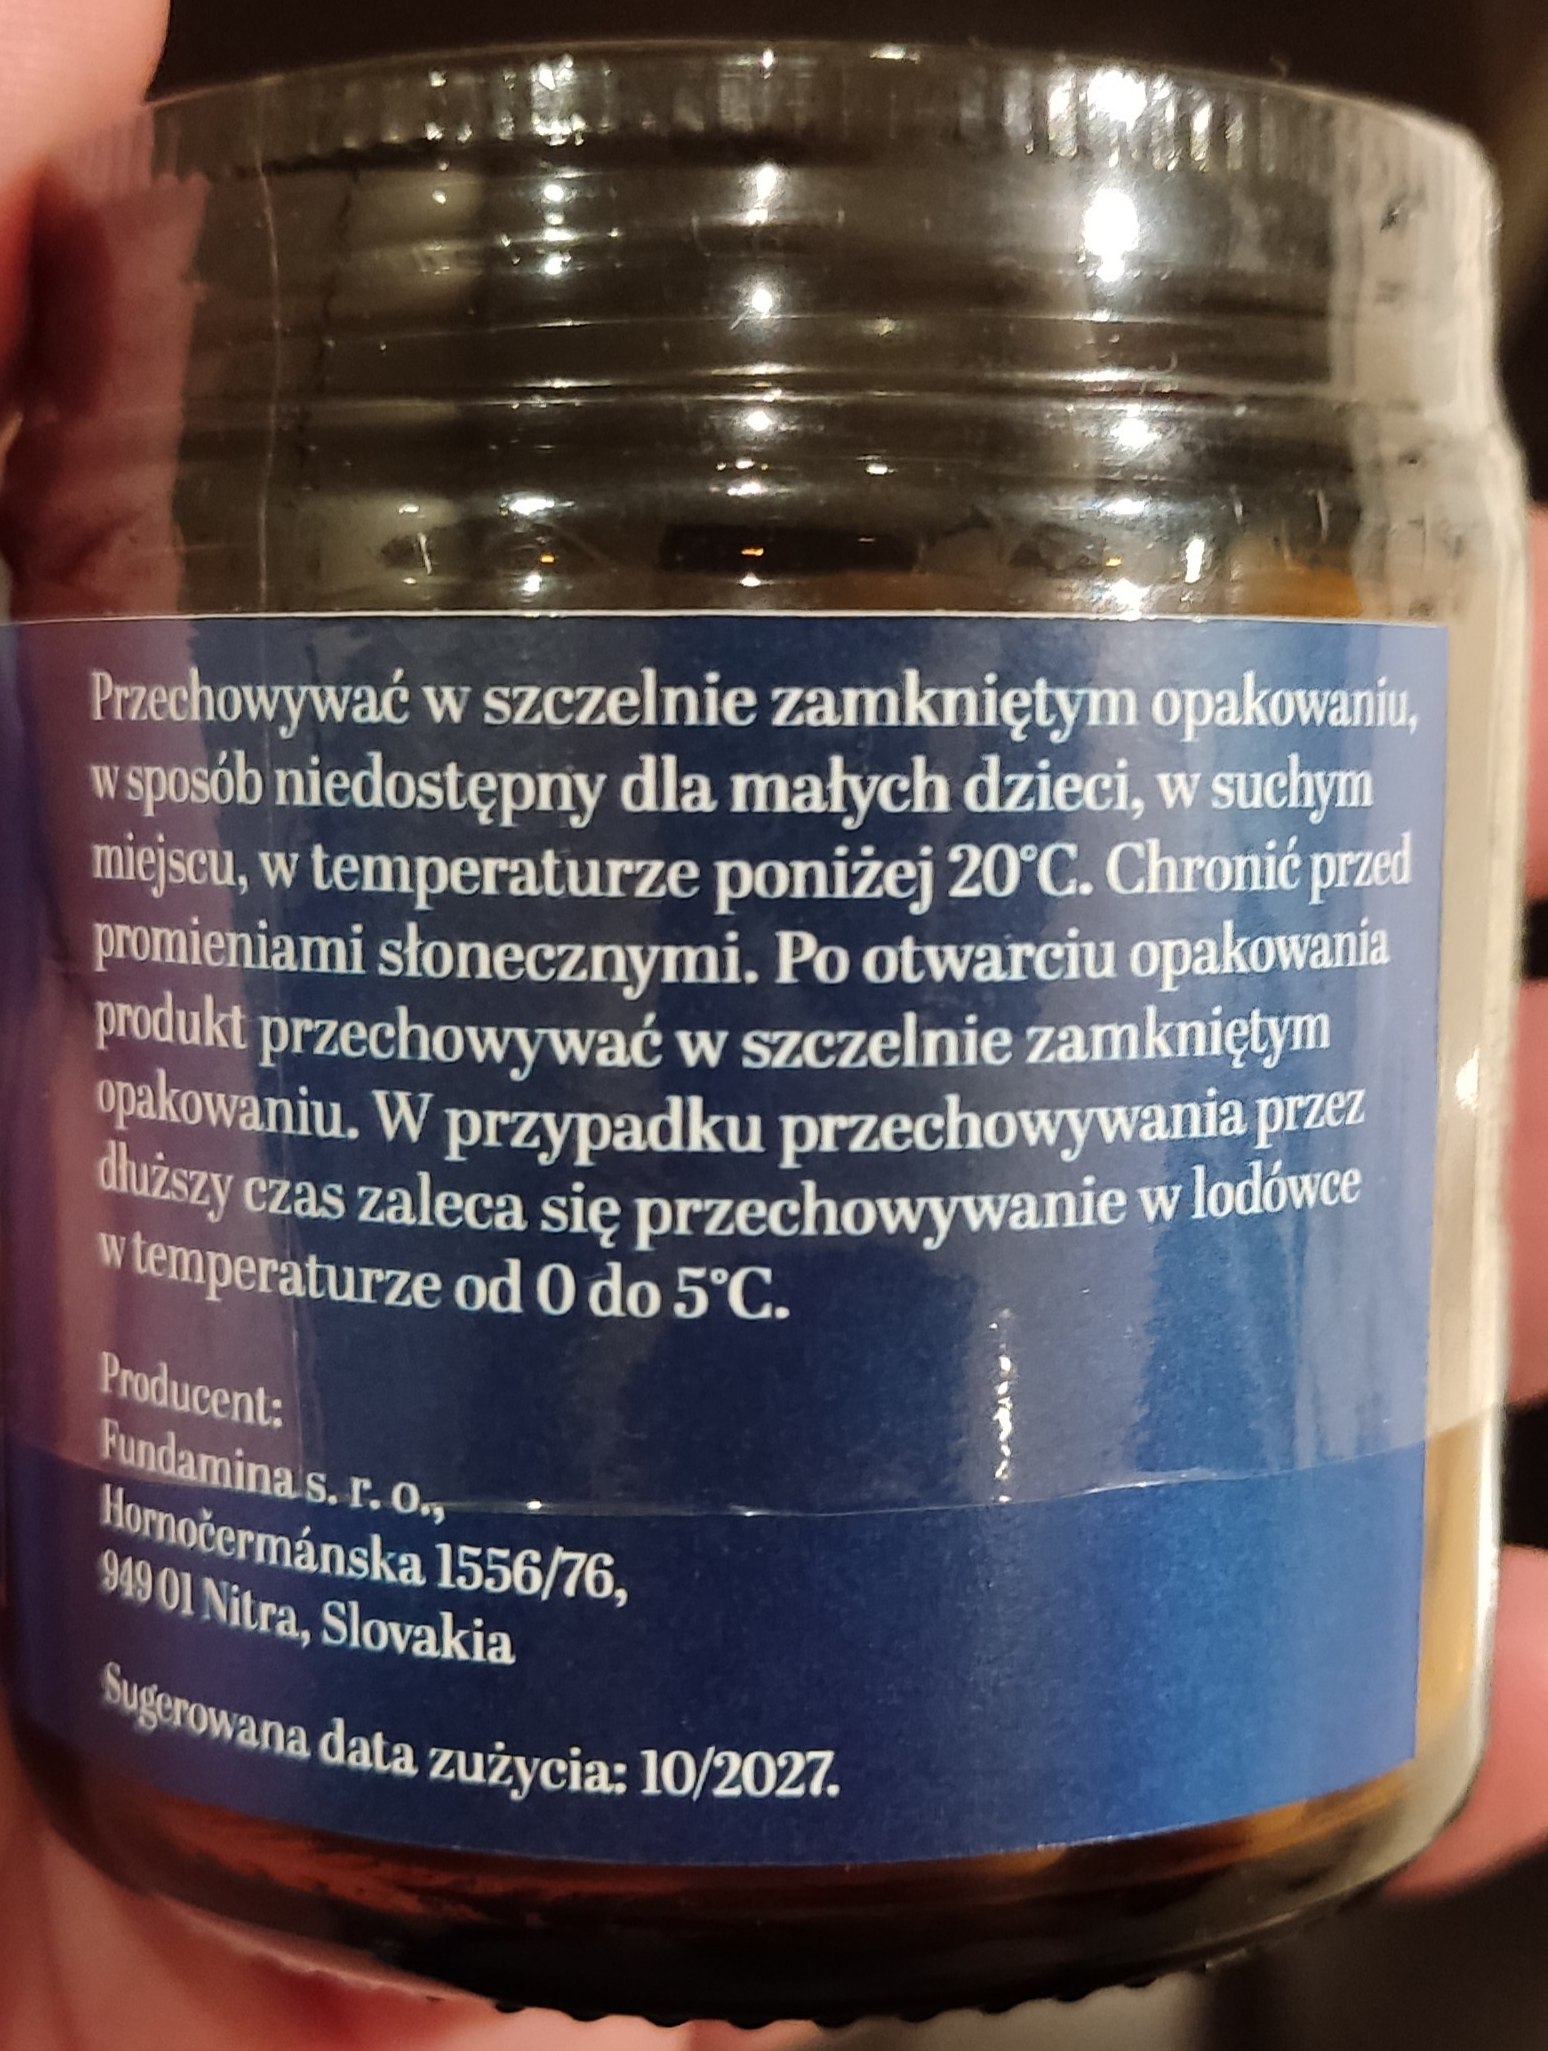 Przechowywać w szczelnie zamkniętym opakowaniu,
w sposób niedostępny dla małych dzieci, w suchym
miejscu, w temperaturze poniżej 20°C. Chronić przed
promieniami słonecznymi. Po otwarciu opakowania
produkt przechowywać w szczelnie zamkniętym
opakowaniu. W przypadku przechowywania przez
dłuższy czas zaleca się przechowywanie w lodówce
w temperaturze od 0 do 5°C.
Producent:
Fundamina s. r. o.,
Hornočermánska 1556/76,
949 01 Nitra, Slovakia
Sugerowana data zużycia: 10/2027.